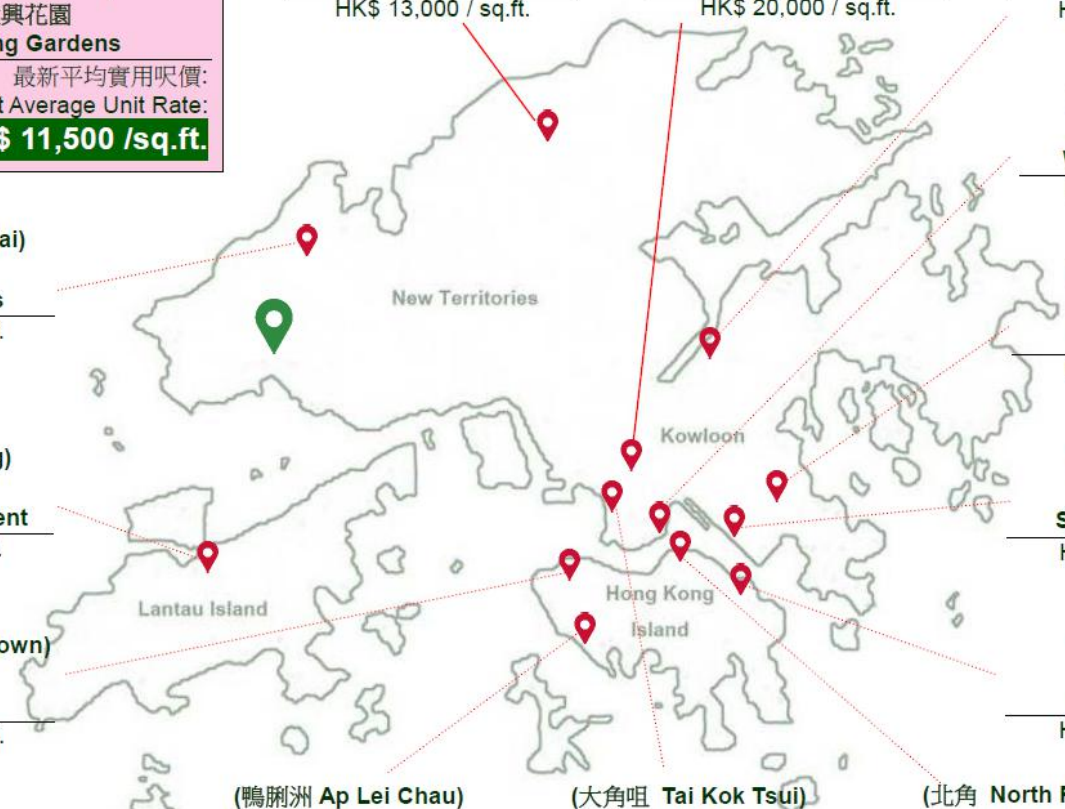 興花園
ng Gardens
最新平均實用呎價:
t Average Unit Rate:
$ 11,500 /sq.ft.
HK$ 13,000 / sq.ft.
HK$ 20,000 / sq.ft.
ai)
s
New Territories
Kowloon
g)
ent
Lantau Island
Hong Kong
Island
own)
(鴨脷洲 Ap Lei Chau)
(大角咀 Tai Kok Tsui)
(北角 North P